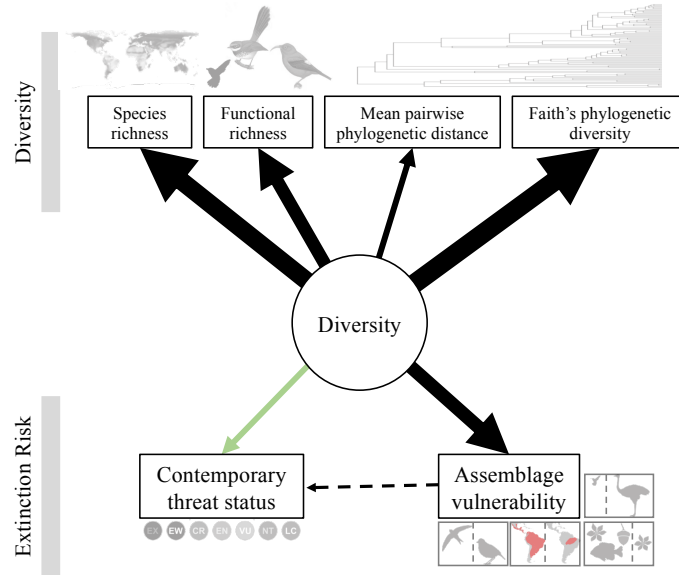 Diversity
Species
richness
Functional
richness
Mean pairwise
phylogenetic distance
Faith's phylogenetic
diversity
Diversity
Extinction Risk
Contemporary
threat status
Assemblage
vulnerability
EX EW CR EN VU NT LC